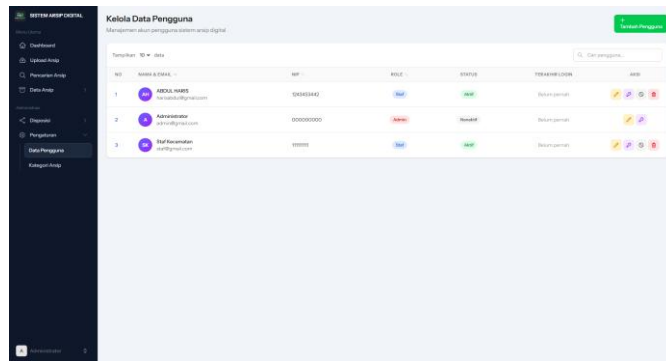 SISTEM ARSIP DIGITAL
Menu Utama
Dashboard
Upload Arsip
Pencarian Arsip
Data Arsip
Disposisi
Pengaturan
Data Pengguna
Kategori Arsip
Administrator
Kelola Data Pengguna
Manajemen akun pengguna sistem arsip digital
+
Tambah Pengguna
Tampilkan 10 data
Cari pengguna...
NO NAMA & EMAIL NIP ROLE STATUS TERAKHIR LOGIN AKSI
1 AH ABDUL HARIS Staf Aktif Belum pernah
2 A Administrator 0000000000 Admin Nonaktif Belum pernah
admin@gmail.com
3 SK Staf Kecamatan Staf Aktif Belum pernah
staf@gmail.com